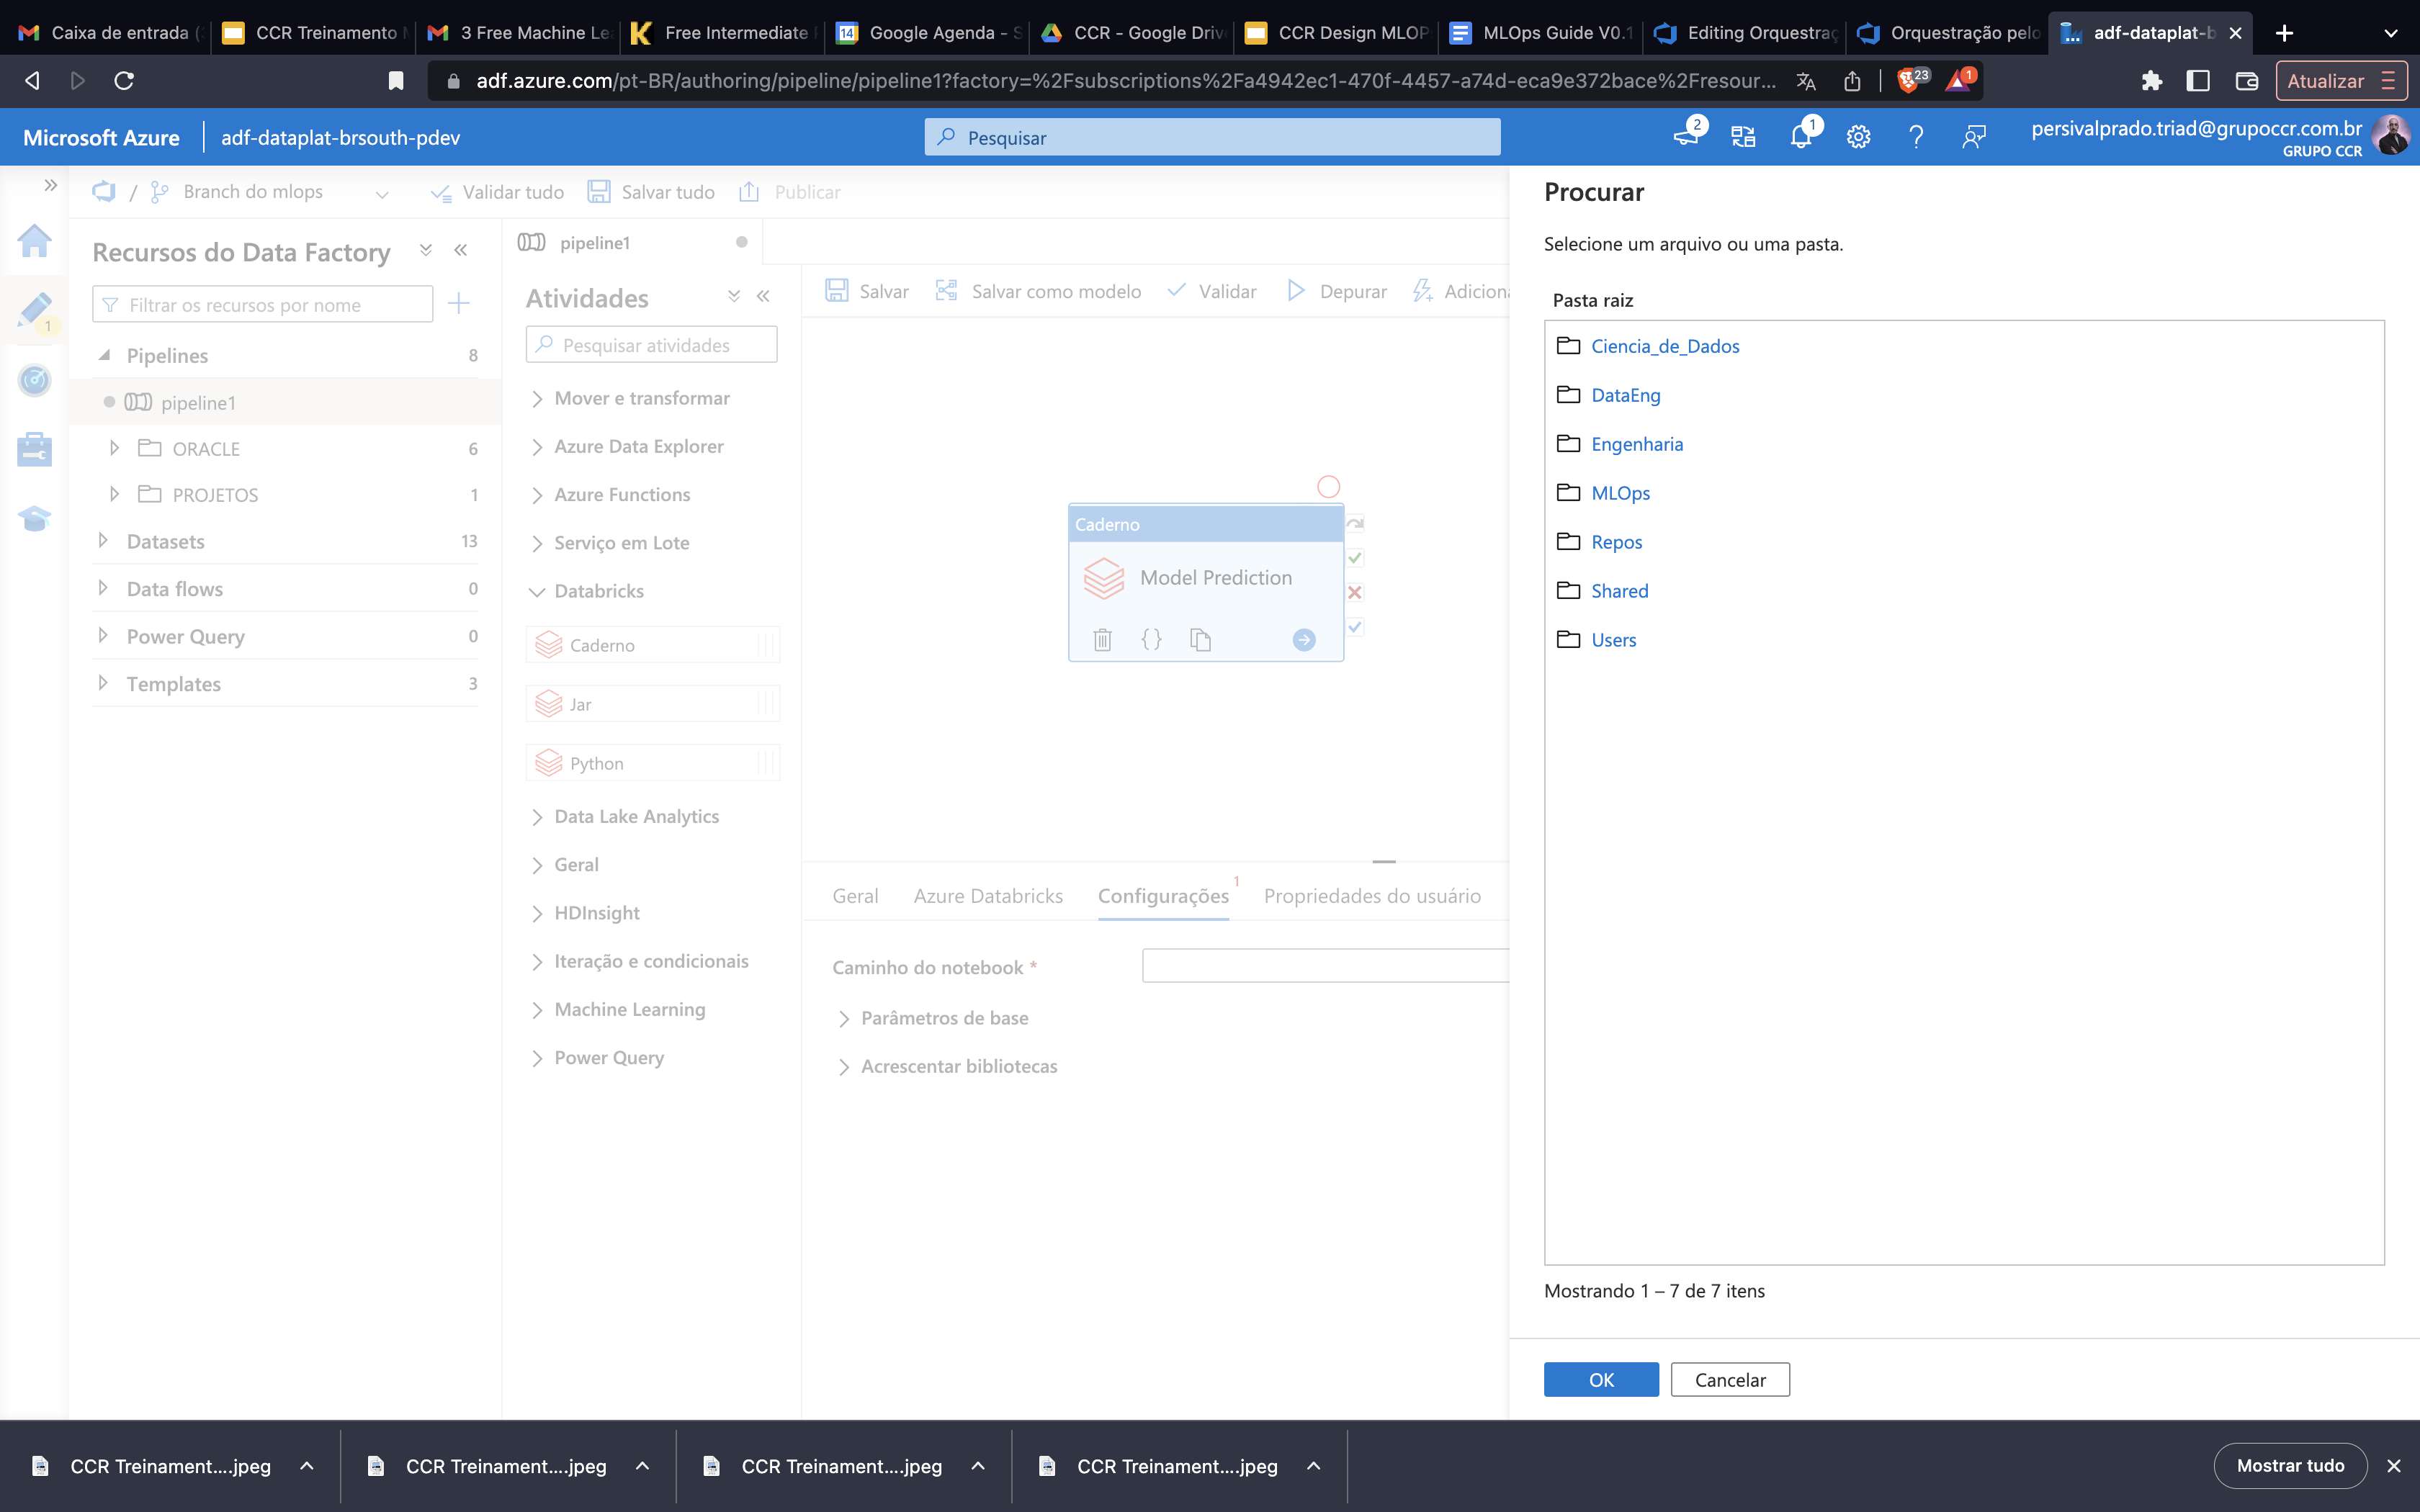 Caixa de entrada (
CCR Treinamento M
3 Free Machine Le
Free Intermediate
Google Agenda - S
CCR - Google Driv
CCR Design MLOP
MLOps Guide V0.1
Editing Orquestraç
Orquestração pelo
adf-dataplat-b
adf.azure.com/pt-BR/authoring/pipeline/pipeline1?factory=%2Fsubscriptions%2Fa4942ec1-470f-4457-a74d-eca9e372bace%2Fresour...
23
1
Atualizar
Microsoft Azure
adf-dataplat-brsouth-pdev
Pesquisar
2
1
persivalprado.triad@grupoccr.com.br
GRUPO CCR
/
Branch do mlops
Validar tudo
Salvar tudo
Publicar
1
Recursos do Data Factory
Filtrar os recursos por nome
Pipelines 8
pipeline1
ORACLE 6
PROJETOS 1
Datasets 13
Data flows 0
Power Query 0
Templates 3
pipeline1
Atividades
Pesquisar atividades
Mover e transformar
Azure Data Explorer
Azure Functions
Serviço em Lote
Databricks
Caderno
Jar
Python
Data Lake Analytics
Geral
HDInsight
Iteração e condicionais
Machine Learning
Power Query
Salvar
Salvar como modelo
Validar
Depurar
Adiciona
Caderno
Model Prediction
Geral
Azure Databricks
Configurações 1
Propriedades do usuário
Caminho do notebook *
Parâmetros de base
Acrescentar bibliotecas
Procurar
Selecione um arquivo ou uma pasta.
Pasta raiz
Ciencia_de_Dados
DataEng
Engenharia
MLOps
Repos
Shared
Users
Mostrando 1 – 7 de 7 itens
OK
Cancelar
CCR Treinament....jpeg
CCR Treinament....jpeg
CCR Treinament....jpeg
CCR Treinament....jpeg
Mostrar tudo